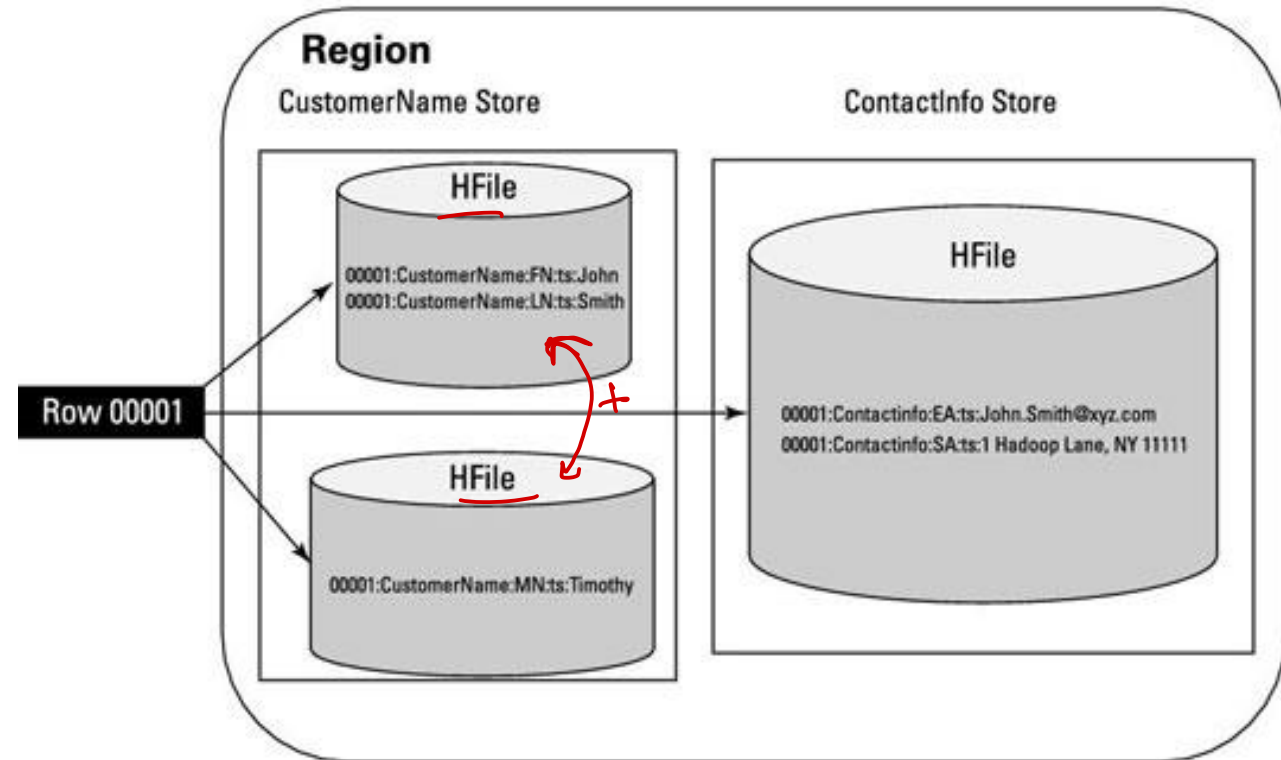 Region
CustomerName Store
ContactInfo Store
HFile
00001:CustomerName:FN:ts:John
00001:CustomerName:LN:ts:Smith
HFile
00001:Contactinfo:EA:ts:John.Smith@xyz.com
00001:Contactinfo:SA:ts:1 Hadoop Lane, NY 11111
Row 00001
+
HFile
00001:CustomerName:MN:ts:Timothy